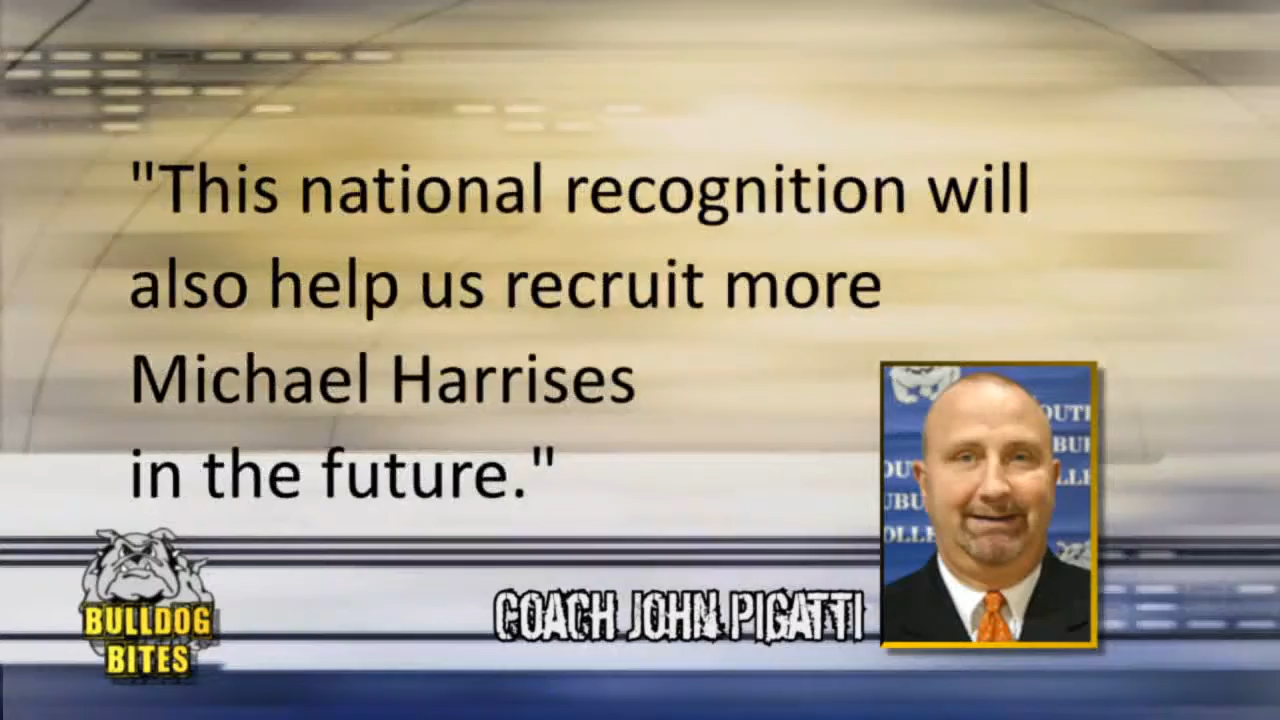 "This national recognition will
also help us recruit more
Michael Harrises
in the future."
COACH JOHN PIGATTI
BULLDOG
BITES